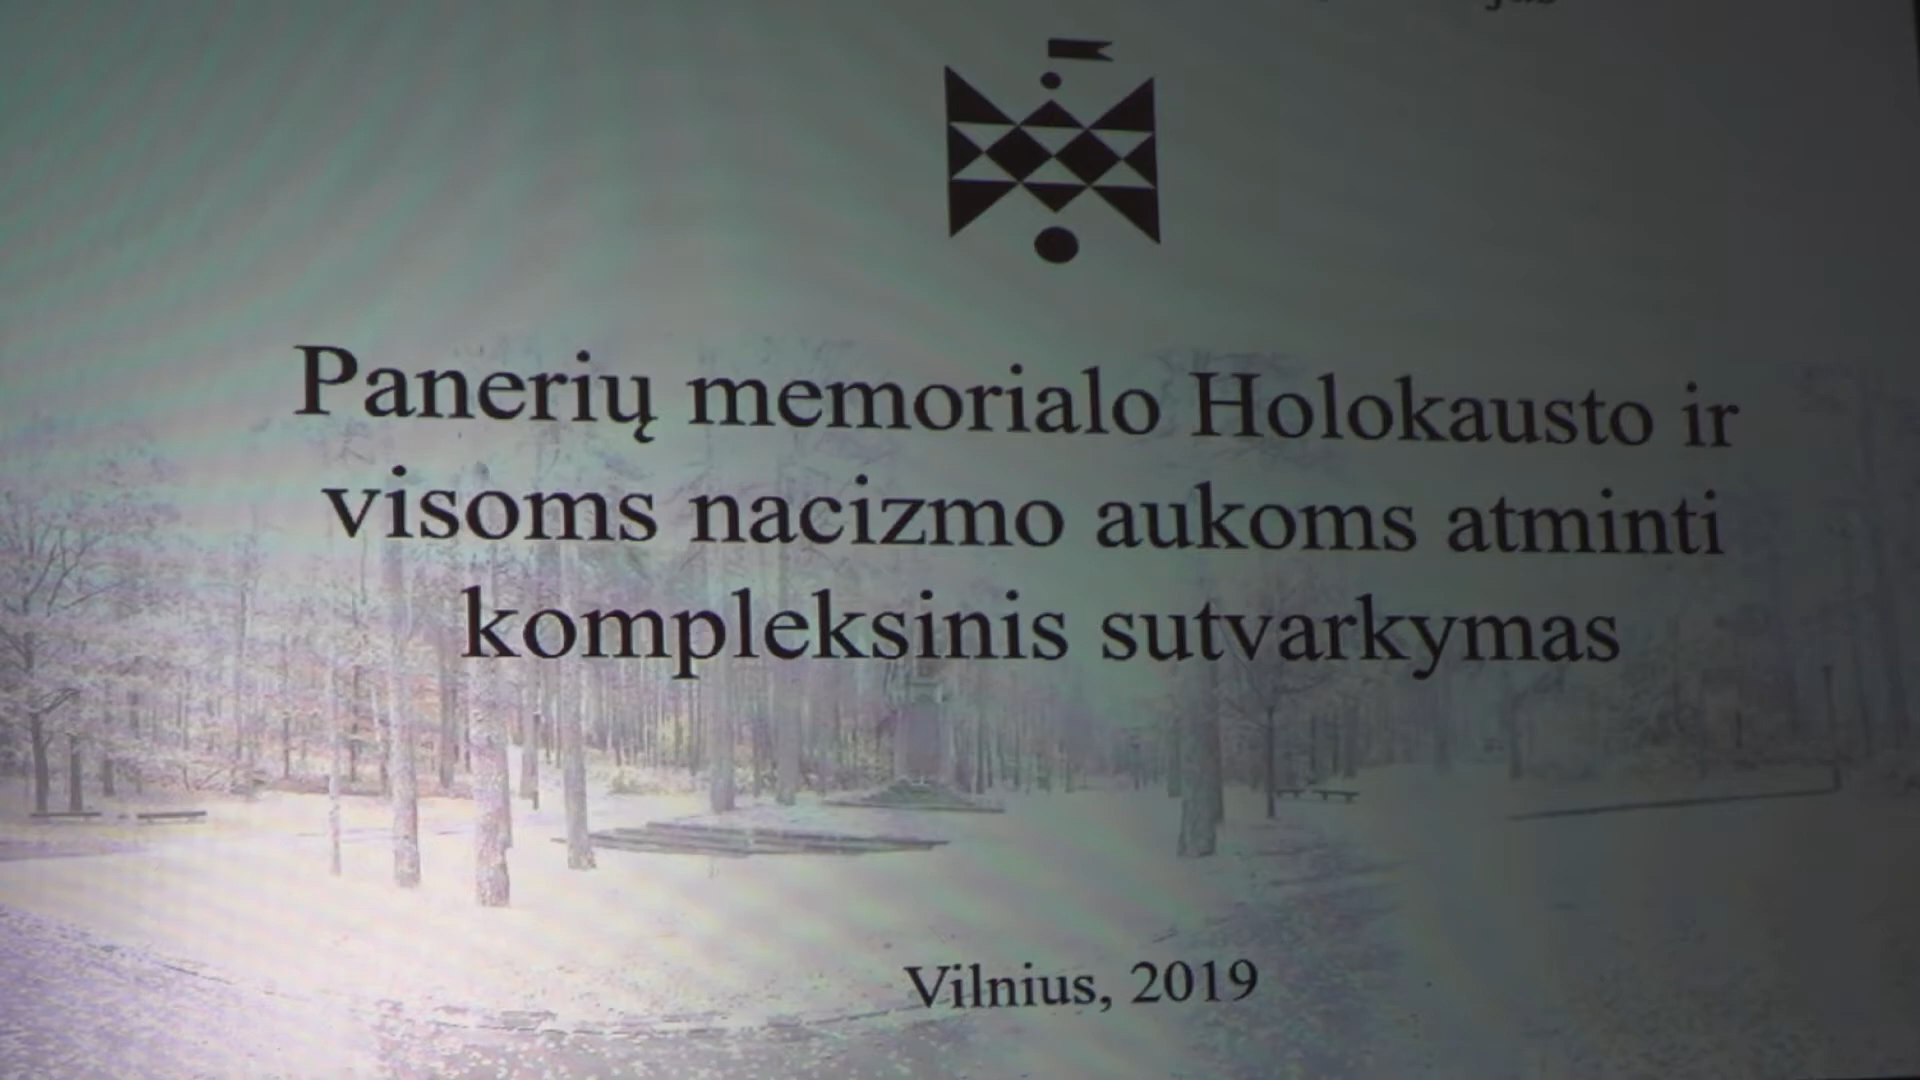 Panerių memorialo Holokausto ir
visoms nacizmo aukoms atminti
kompleksinis sutvarkymas
Vilnius, 2019